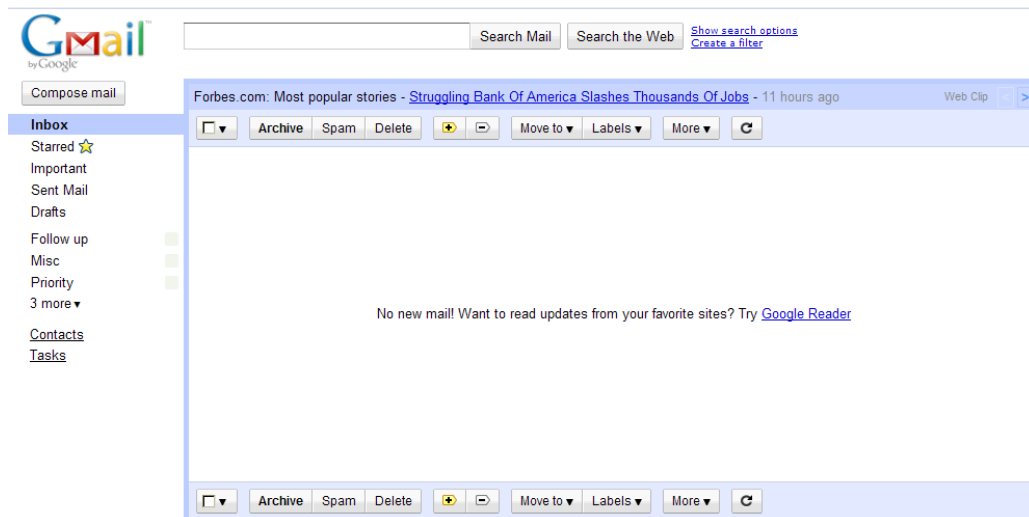 Gmail™
by Google
Search Mail Search the Web Show search options
Create a filter
Compose mail
Forbes.com: Most popular stories - Struggling Bank Of America Slashes Thousands Of Jobs - 11 hours ago Web Clip < >
Inbox
Archive Spam Delete Move to ▾ Labels ▾ More ▾
Starred
Important
Sent Mail
Drafts
Follow up
Misc
Priority
3 more ▾
No new mail! Want to read updates from your favorite sites? Try Google Reader
Contacts
Tasks
Archive Spam Delete Move to ▾ Labels ▾ More ▾